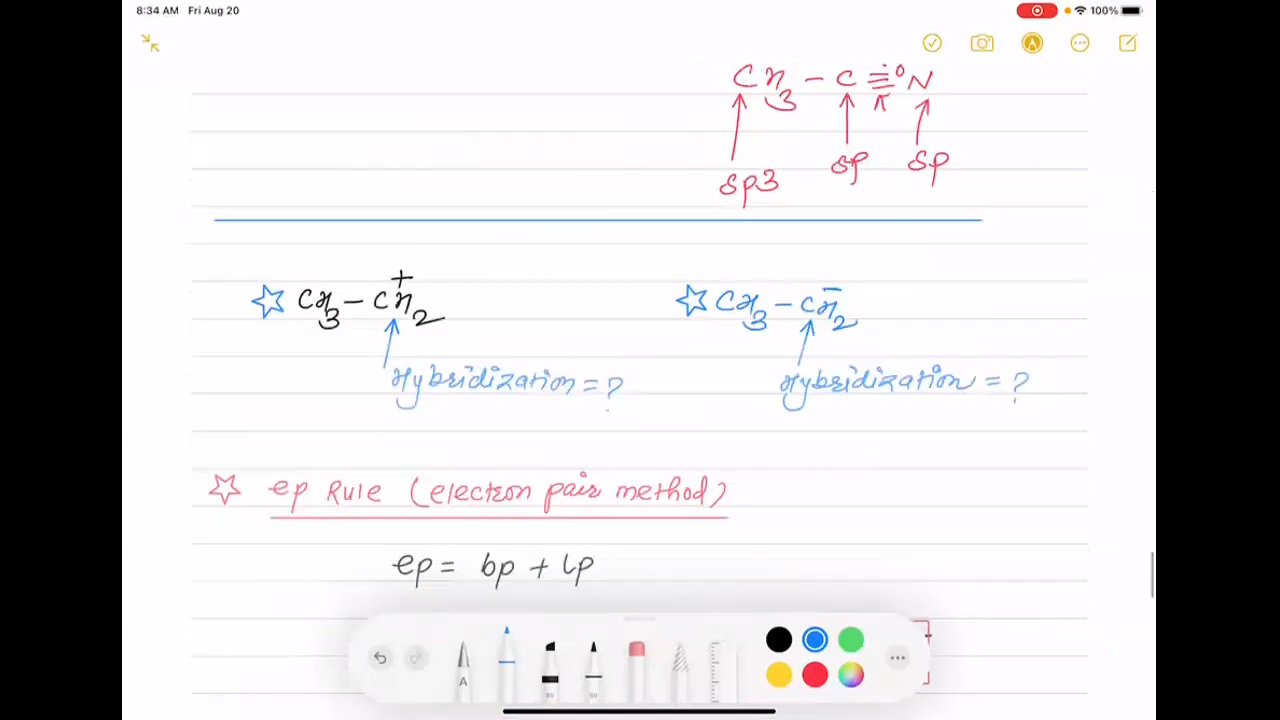 8:34 AM Fri Aug 20 100%
CH3 - C ≡ N
π
sp3 sp sp
☆ CH3 - CH2+ ☆ CH3 - CH2-
Hybridization = ? Hybridization = ?
☆ ep Rule (electron pair method)
ep = bp + lp
A